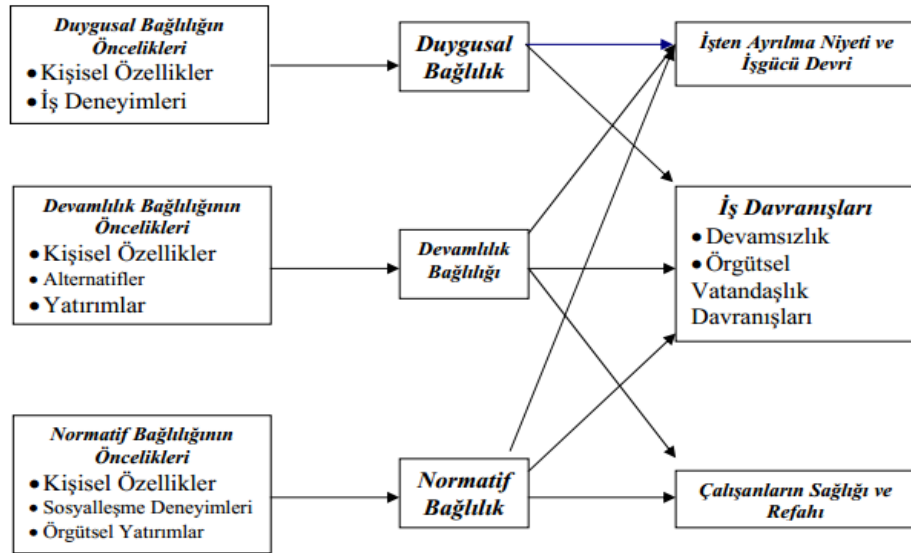 Duygusal Bağlılığın
Öncelikleri
• Kişisel Özellikler
• İş Deneyimleri
Duygusal
Bağlılık
İşten Ayrılma Niyeti ve
İşgücü Devri
Devamlılık Bağlılığının
Öncelikleri
• Kişisel Özellikler
• Alternatifler
• Yatırımlar
Devamlılık
Bağlılığı
İş Davranışları
• Devamsızlık
• Örgütsel
Vatandaşlık
Davranışları
Normatif Bağlılığının
Öncelikleri
• Kişisel Özellikler
• Sosyalleşme Deneyimleri
• Örgütsel Yatırımlar
Normatif
Bağlılık
Çalışanların Sağlığı ve
Refahı